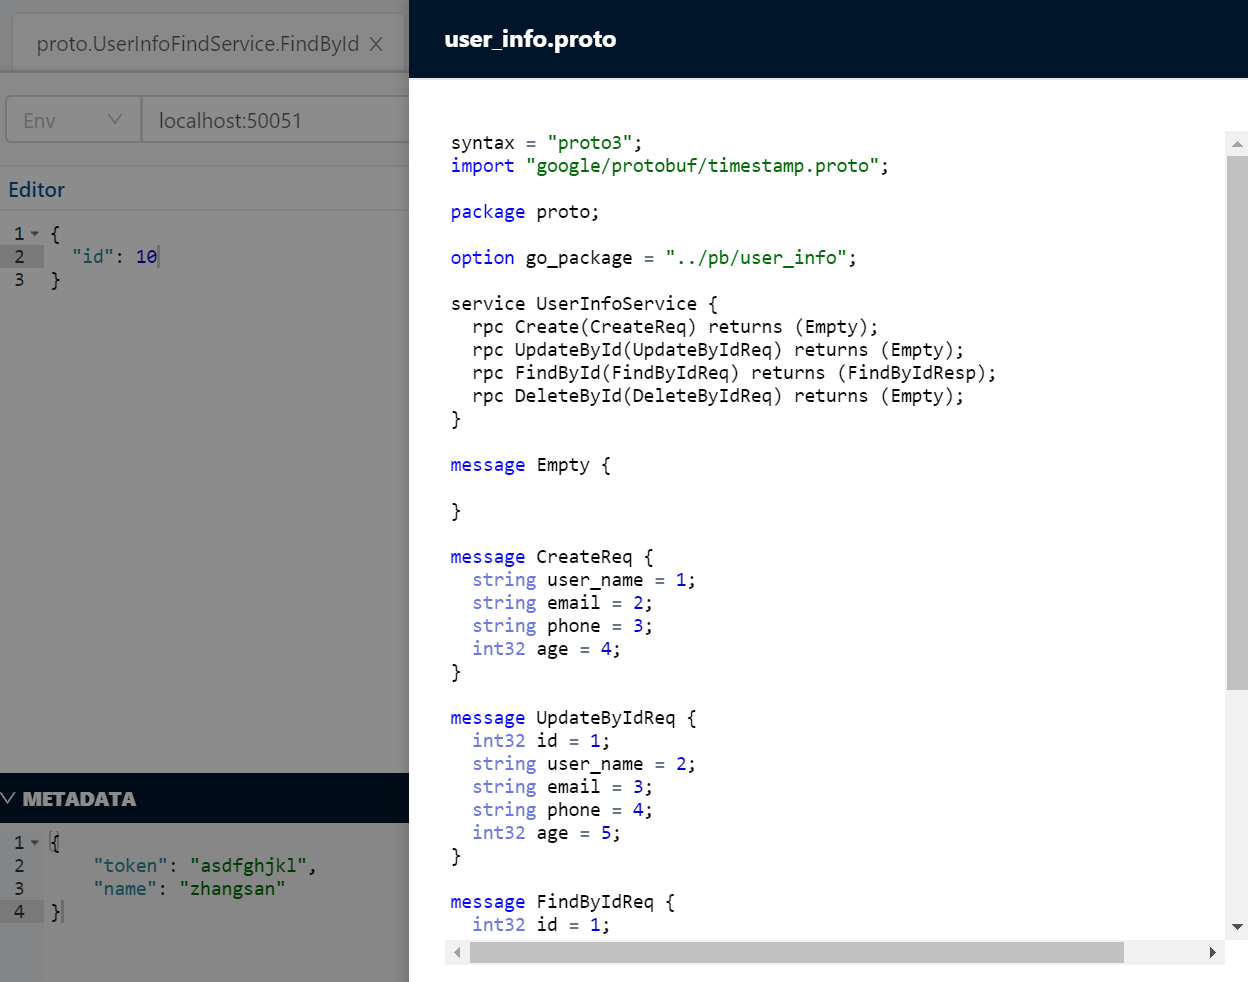 proto.UserInfoFindService.FindById
Env
localhost:50051
Editor
1 {
2 "id": 10
3 }
METADATA
1 {
2 "token": "asdfghjkl",
3 "name": "zhangsan"
4 }
user_info.proto
syntax = "proto3";
import "google/protobuf/timestamp.proto";
package proto;
option go_package = "../pb/user_info";
service UserInfoService {
rpc Create(CreateReq) returns (Empty);
rpc UpdateById(UpdateByIdReq) returns (Empty);
rpc FindById(FindByIdReq) returns (FindByIdResp);
rpc DeleteById(DeleteByIdReq) returns (Empty);
}
message Empty {
}
message CreateReq {
string user_name = 1;
string email = 2;
string phone = 3;
int32 age = 4;
}
message UpdateByIdReq {
int32 id = 1;
string user_name = 2;
string email = 3;
string phone = 4;
int32 age = 5;
}
message FindByIdReq {
int32 id = 1;